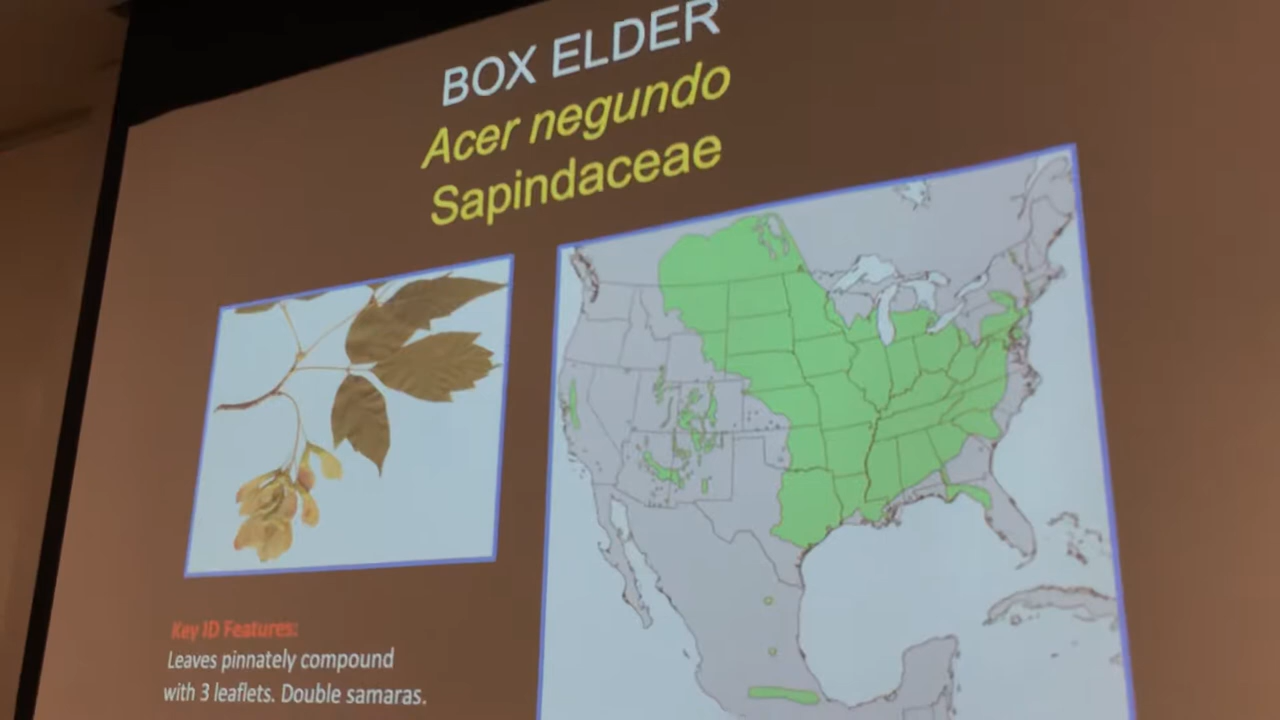 BOX ELDER
Acer negundo
Sapindaceae
Key ID Features:
Leaves pinnately compound
with 3 leaflets. Double samaras.